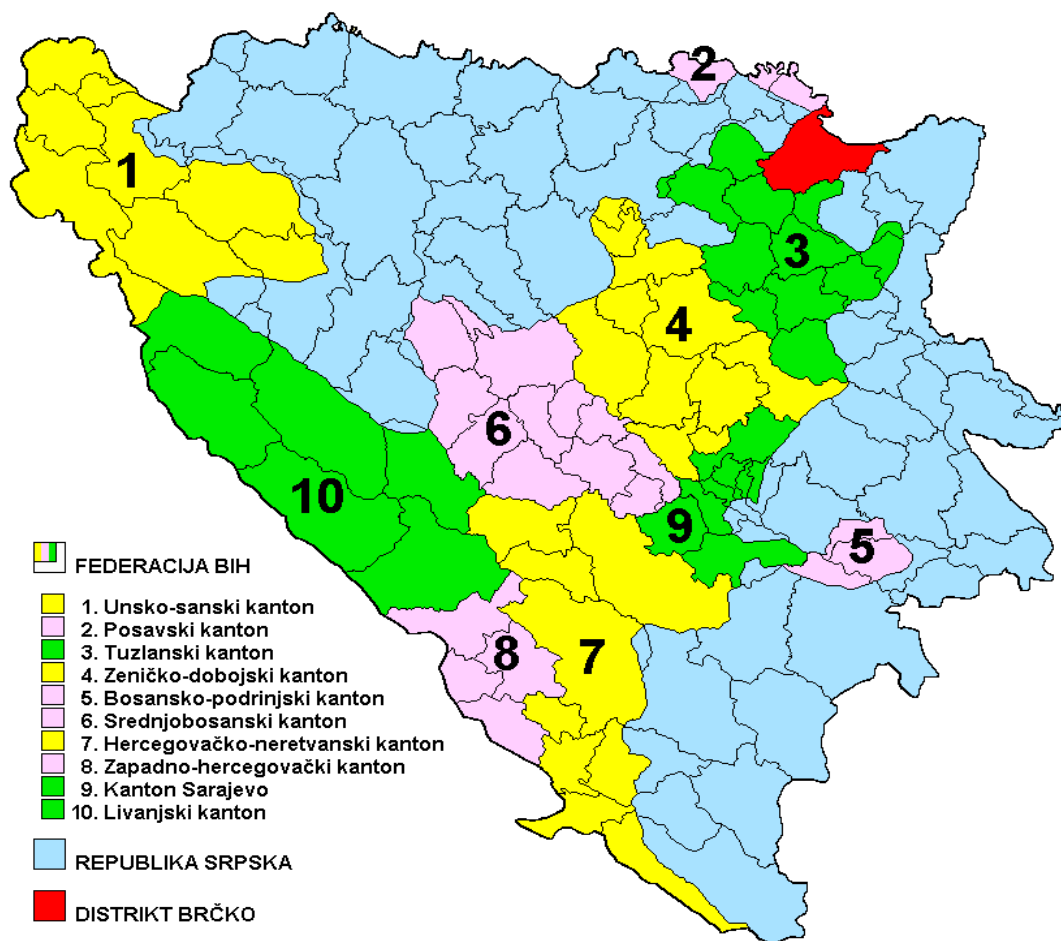 2
1
3
4
6
10
9
5
8
7
FEDERACIJA BIH
1. Unsko-sanski kanton
2. Posavski kanton
3. Tuzlanski kanton
4. Zeničko-dobojski kanton
5. Bosansko-podrinjski kanton
6. Srednjobosanski kanton
7. Hercegovačko-neretvanski kanton
8. Zapadno-hercegovački kanton
9. Kanton Sarajevo
10. Livanjski kanton
REPUBLIKA SRPSKA
DISTRIKT BRČKO